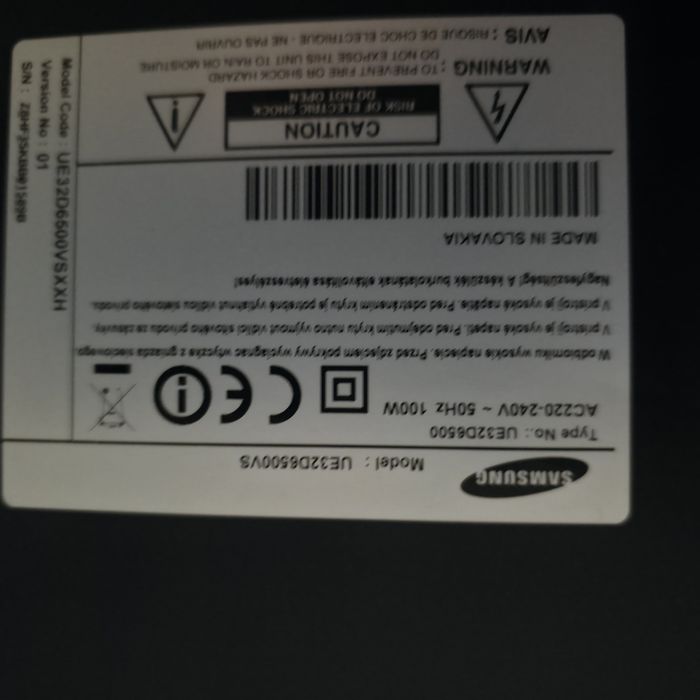 SAMSUNG
Model : UE32D6500VS
Type No.: UE32D6500
AC220-240V ~ 50Hz 100W
W odbiorniku wysokie napięcie. Przed zdjęciem pokrywy wyciągnąć wtyczkę z gniazda sieciowego.
V přístroji je vysoké napětí. Před odejmutím krytu nutno vyjmout vidlici síťového přívodu ze zásuvky.
V prístroji je vysoké napätie. Pred odstránením krytu je potrebné vytiahnuť vidlicu sieťového prívodu.
Nagyfeszültség! A készülék burkolatának eltávolítása életveszélyes!
MADE IN SLOVAKIA
CAUTION
RISK OF ELECTRIC SHOCK
DO NOT OPEN
WARNING : TO PREVENT FIRE OR SHOCK HAZARD
DO NOT EXPOSE THIS UNIT TO RAIN OR MOISTURE
AVIS : RISQUE DE CHOC ELECTRIQUE - NE PAS OUVRIR
Model Code : UE32D6500VSXXH
Version No : 01
S/N :